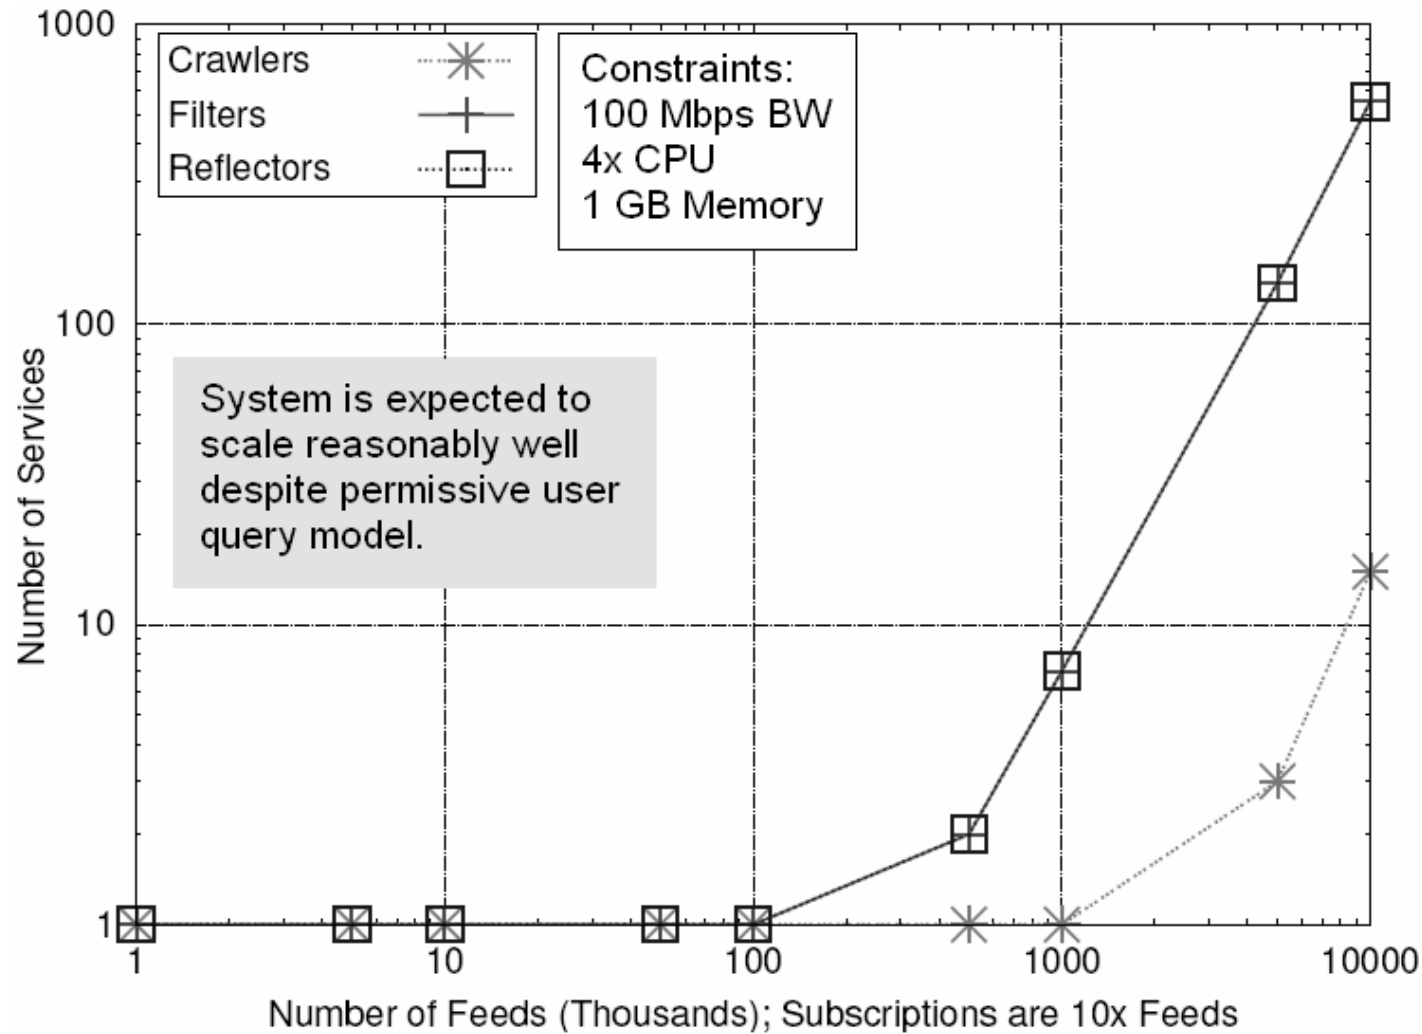 1000
Crawlers
Filters
Reflectors
Constraints:
100 Mbps BW
4x CPU
1 GB Memory
100
System is expected to
scale reasonably well
despite permissive user
query model.
10
1
Number of Services
1 10 100 1000 10000
Number of Feeds (Thousands); Subscriptions are 10x Feeds